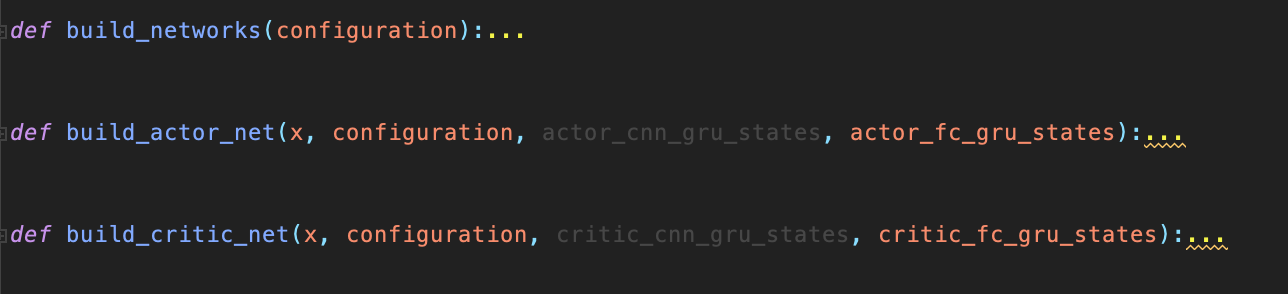 def build_networks(configuration):...
def build_actor_net(x, configuration, actor_cnn_gru_states, actor_fc_gru_states):...
def build_critic_net(x, configuration, critic_cnn_gru_states, critic_fc_gru_states):...